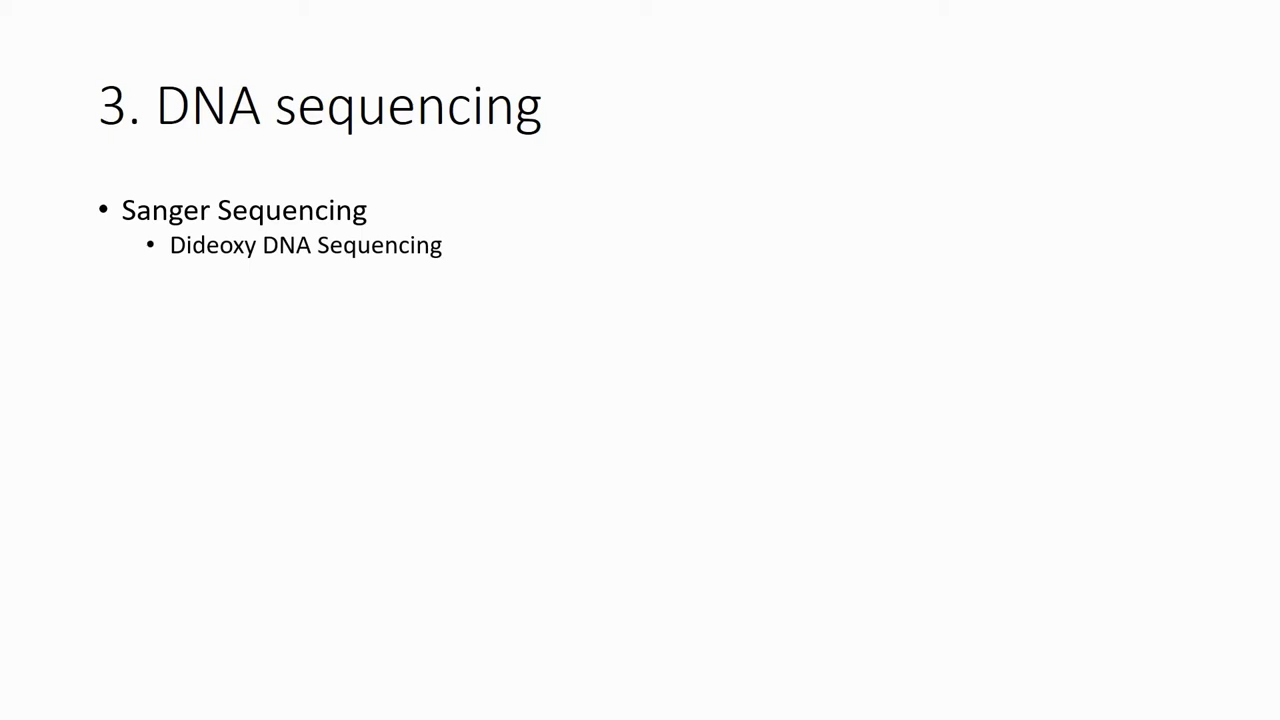 3. DNA sequencing
• Sanger Sequencing
• Dideoxy DNA Sequencing